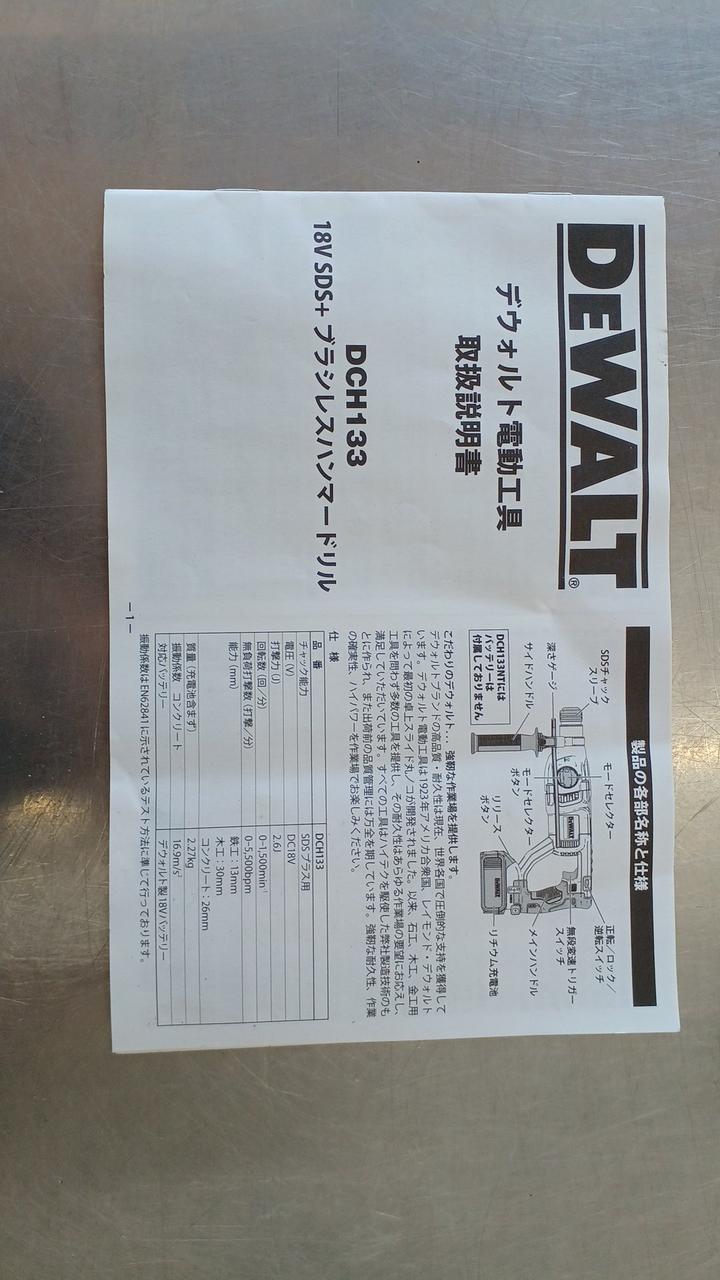 DEWALT®
デウォルト電動工具
取扱説明書
DCH133
18V SDS+ ブラシレスハンマードリル
製品の各部名称と仕様
SDSチャック
スリーブ
モードセレクター
正転/ロック/
逆転スイッチ
深さゲージ
無段変速トリガー
スイッチ
サイドハンドル
モードセレクター
ボタン
メインハンドル
DEWALT
DCH133NTには
バッテリーは
付属しておりません
リリース
ボタン
リチウム充電池
こだわりのデウォルト。 強靭な作業場を提供します。
デウォルトブランドの高品質・耐久性は現在、世界各国で圧倒的な支持を獲得して
います。デウォルト電動工具は1923年アメリカ合衆国、レイモンド・デウォルト
によって最初の卓上スライド丸ノコが開発されました。以来、石工、木工、金工用
工具を問わず多数の工具を提供し、その耐久性はあらゆる作業場の要望にお応えし、
満足していただいています。すべての工具はハイテクを駆使した弊社製造技術のも
とに作られ、また出荷前の品質管理には万全を期しています。強靭な耐久性、作業
の確実性、ハイパワーを作業場でお楽しみください。
仕 様
品 番 DCH133
チャック能力 SDSプラス用
電圧 (V) DC18V
打撃力 (J) 2.6J
回転数 (回/分) 0-1,500min⁻¹
無負荷打撃数 (打撃/分) 0-5,500bpm
能力 (mm) 鉄工：13mm
木工：30mm
コンクリート：26mm
質量 (充電池含まず) 2.27kg
振動係数 コンクリート 16.9m/s²
対応バッテリー デウォルト製18Vバッテリー
振動係数は EN62841に示されているテスト方法に準じて行っております。
－1－